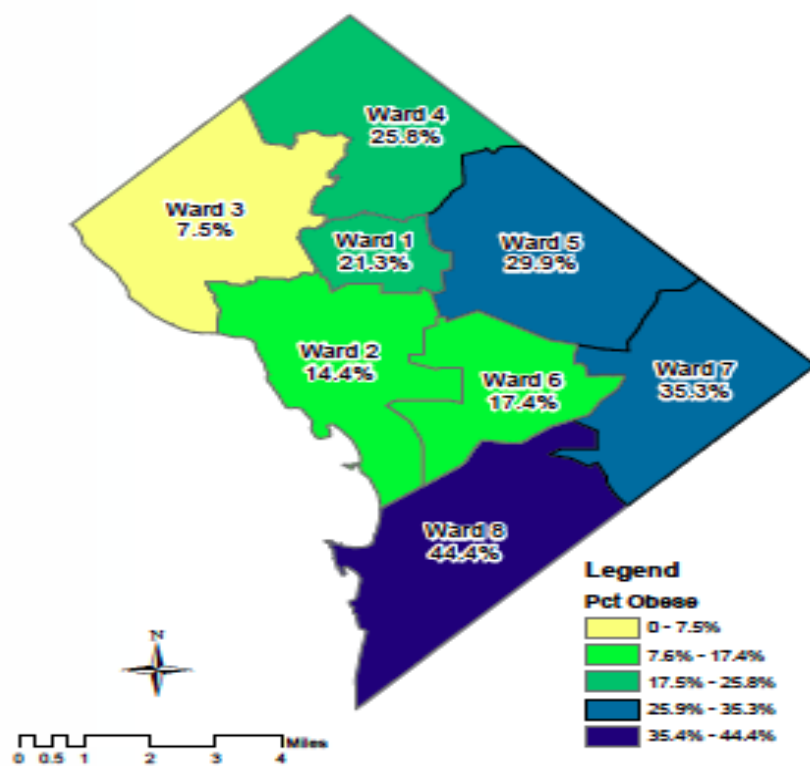 Ward 4
25.8%
Ward 3
7.5%
Ward 1
21.3%
Ward 5
29.9%
Ward 2
14.4%
Ward 6
17.4%
Ward 7
35.3%
Ward 8
44.4%
Legend
Pct Obese
0 - 7.5%
7.6% - 17.4%
17.5% - 25.8%
25.9% - 35.3%
35.4% - 44.4%
N
Miles
0 0.5 1 2 3 4